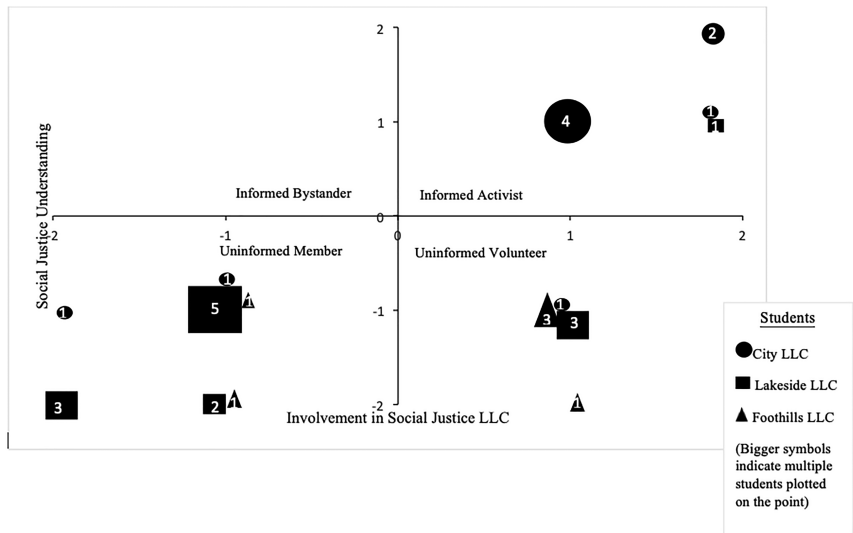 2
2
1
4
1
1
Social Justice Understanding
Informed Bystander
Informed Activist
0
-2
-1
0
1
2
Uninformed Member
Uninformed Volunteer
1
1
5
1
-1
1
3
3
3
2
1
-2
1
Involvement in Social Justice LLC
Students
City LLC
Lakeside LLC
Foothills LLC
(Bigger symbols
indicate multiple
students plotted
on the point)